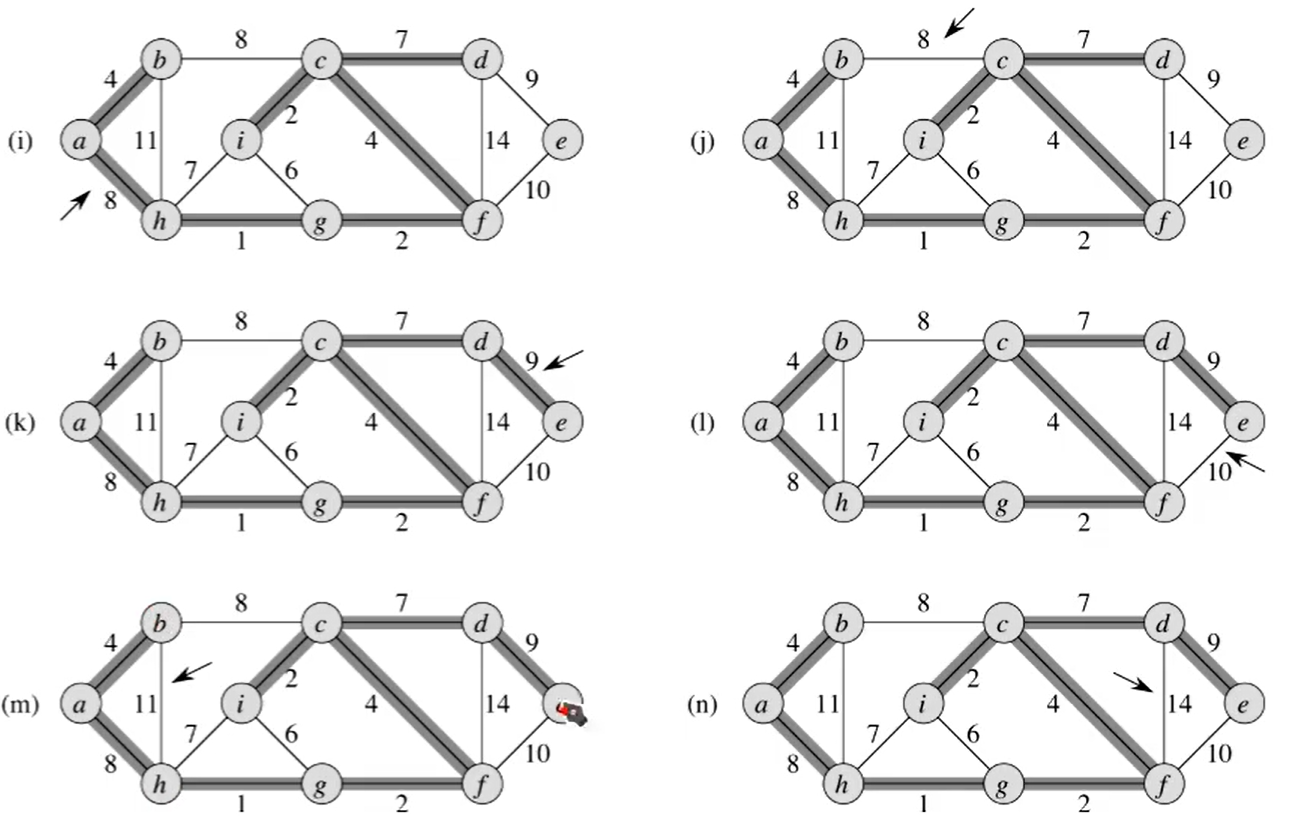 8 7 8 7
b c d b c d
4 9 4 9
2 2
(i) a 11 i 4 14 e (j) a 11 i 4 14 e
7 6 7 6
8 10 8 10
h g f h g f
1 2 1 2
8 7 8 7
b c d b c d
4 9 4 9
2 2
(k) a 11 i 4 14 e (l) a 11 i 4 14 e
7 6 7 6
8 10 8 10
h g f h g f
1 2 1 2
8 7 8 7
b c d b c d
4 9 4 9
2 2
(m) a 11 i 4 14 (n) a 11 i 4 14 e
7 6 7 6
8 10 8 10
h g f h g f
1 2 1 2